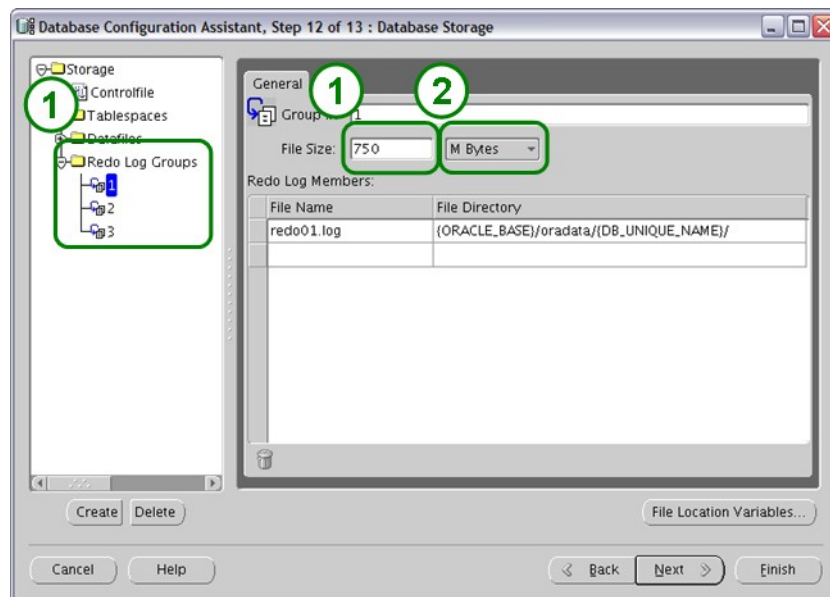 Database Configuration Assistant, Step 12 of 13 : Database Storage
Storage
Controlfile
Tablespaces
Datafiles
Redo Log Groups
1
2
3
1
General
1
2
Group #: 1
File Size: 750 M Bytes
Redo Log Members:
File Name File Directory
redo01.log {ORACLE_BASE}/oradata/{DB_UNIQUE_NAME}/
Create Delete
File Location Variables...
Cancel Help Back Next Finish